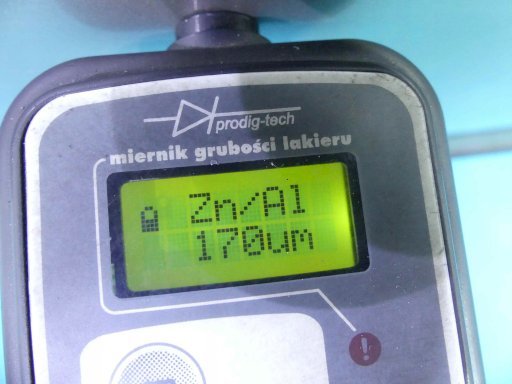 prodig-tech
miernik grubości lakieru
Zn/Al
170um
!